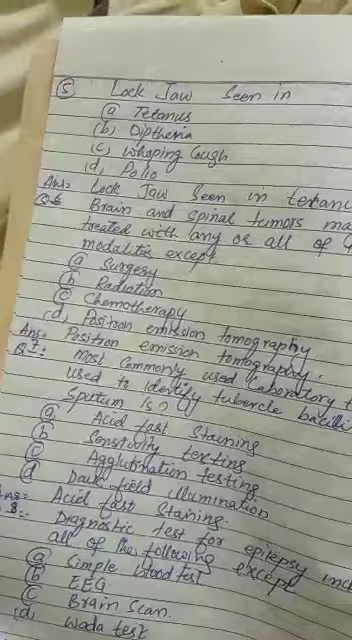 ⑤ Lock Jaw Seen in
ⓐ Tetanus
(b) Diptheria
(c) Whoping Cough
(d) Polio
Ans= Lock Jaw Seen in tetanu
Q6 Brain and Spinal tumors ma
treated with any or all of
modalities except
ⓐ Surgery
ⓑ Radiation
ⓒ Chemotherapy
(d) Positron emission tomography
Ans= Positron emission tomography.
Q7: most Commonly used Laboratory t
used to identify tubercle bacilli
Sputum is?
ⓐ Acid fast Staining
ⓑ Senstivity testing
ⓒ Agglutination testing
ⓓ Dark field illumination
Ans= Acid fast Staining.
8:- Diagnostic test for epilepsy inc
all of the following except
ⓐ Simple blood test
ⓑ EEG.
ⓒ Brain Scan.
(d) wada test